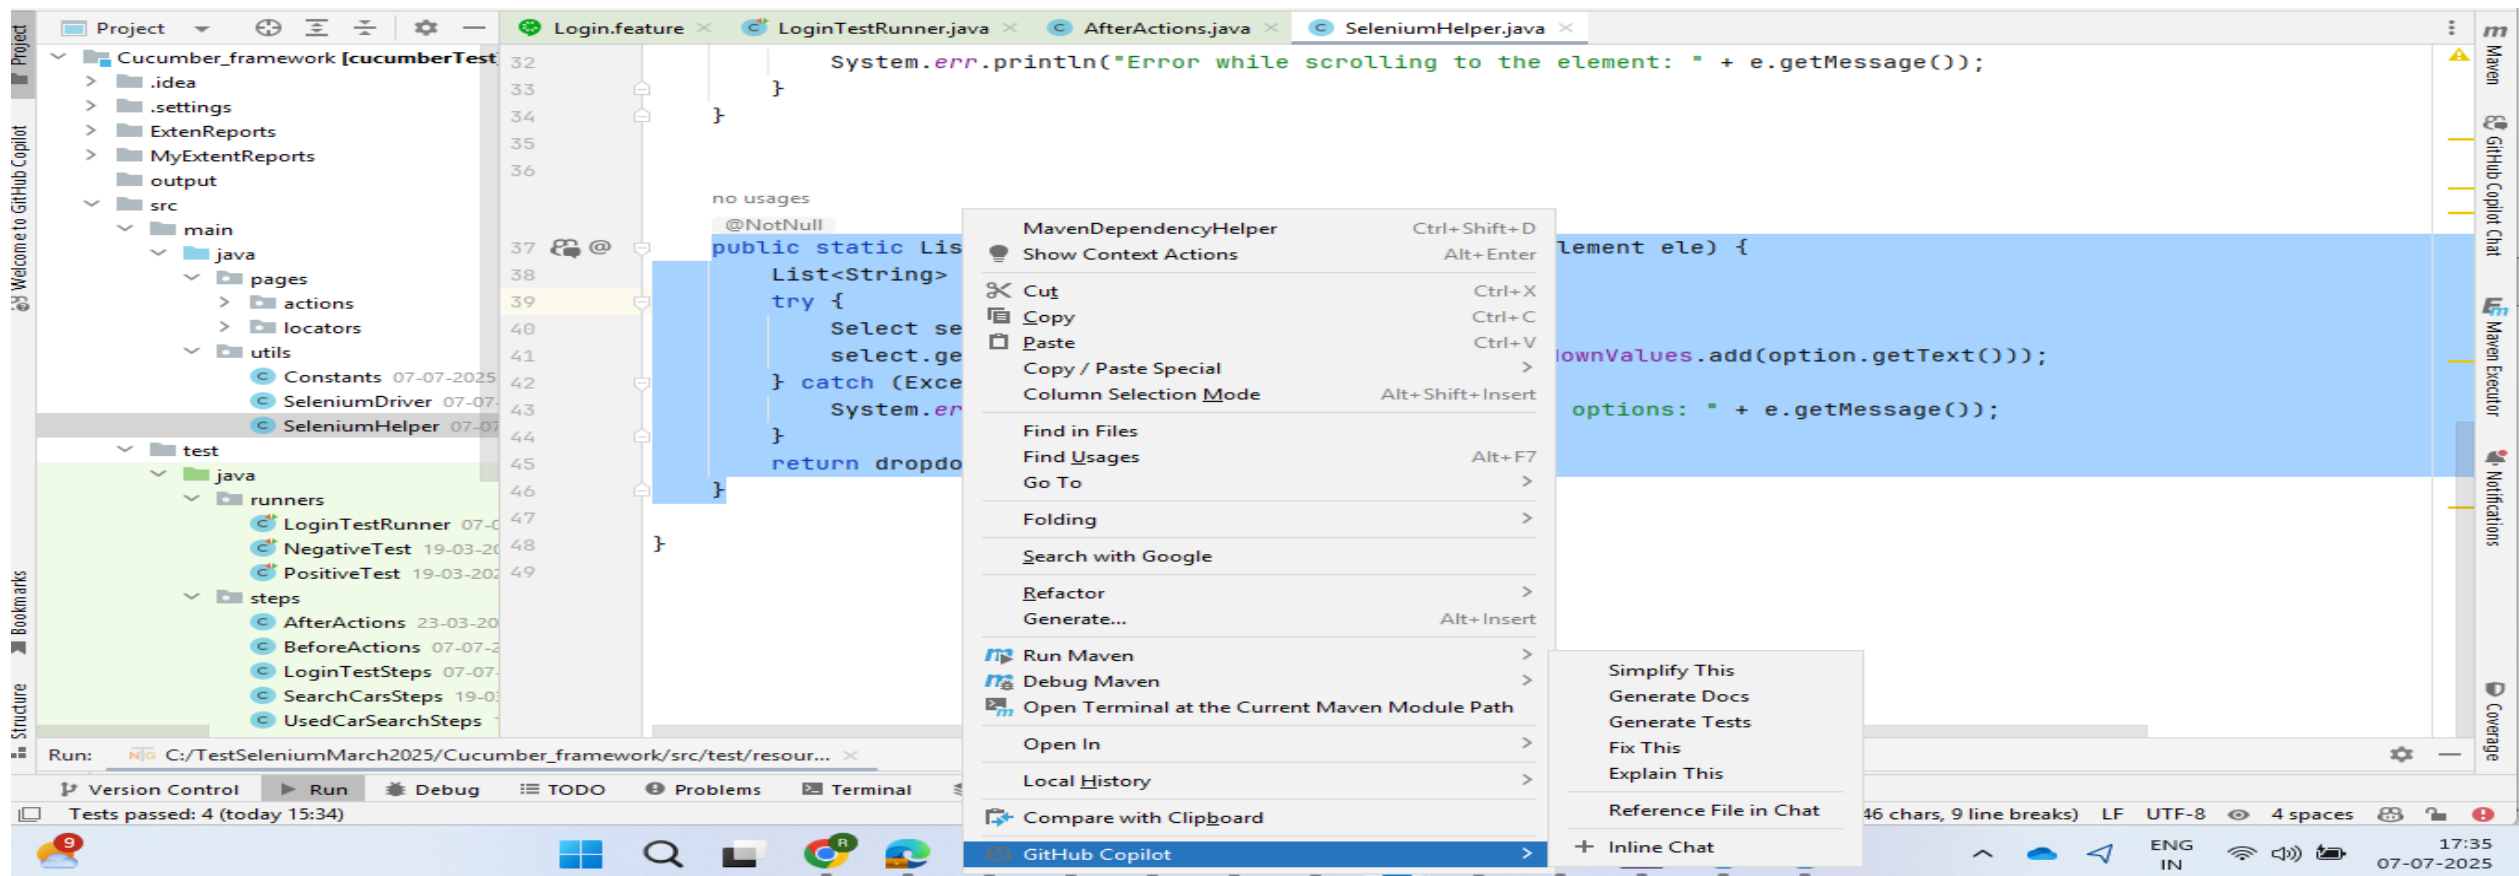 Project
Login.feature
LoginTestRunner.java
AfterActions.java
SeleniumHelper.java
Project
Welcome to GitHub Copilot
Bookmarks
Structure
Cucumber_framework [cucumberTest]
.idea
.settings
ExtenReports
MyExtentReports
output
src
main
java
pages
actions
locators
utils
Constants 07-07-2025
SeleniumDriver 07-07-
SeleniumHelper 07-07
test
java
runners
LoginTestRunner 07-0
NegativeTest 19-03-20
PositiveTest 19-03-202
steps
AfterActions 23-03-20
BeforeActions 07-07-2
LoginTestSteps 07-07-
SearchCarsSteps 19-03
UsedCarSearchSteps
32 System.err.println("Error while scrolling to the element: " + e.getMessage());
33 }
34 }
35
36
no usages
@NotNull
37 @ public static Lis lement ele) {
38 List<String>
39 try {
40 Select se
41 select.ge ownValues.add(option.getText()));
42 } catch (Exce
43 System.er options: " + e.getMessage());
44 }
45 return dropdo
46 }
47
48 }
49
MavenDependencyHelper Ctrl+Shift+D
Show Context Actions Alt+Enter
Cut Ctrl+X
Copy Ctrl+C
Paste Ctrl+V
Copy / Paste Special
Column Selection Mode Alt+Shift+Insert
Find in Files
Find Usages Alt+F7
Go To
Folding
Search with Google
Refactor
Generate... Alt+Insert
Run Maven
Debug Maven
Open Terminal at the Current Maven Module Path
Open In
Local History
Compare with Clipboard
GitHub Copilot
Simplify This
Generate Docs
Generate Tests
Fix This
Explain This
Reference File in Chat
Inline Chat
m
Maven
GitHub Copilot Chat
Em
Maven Executor
Notifications
Coverage
Run: C:/TestSeleniumMarch2025/Cucumber_framework/src/test/resour...
Version Control
Run
Debug
TODO
Problems
Terminal
Tests passed: 4 (today 15:34)
46 chars, 9 line breaks) LF UTF-8 4 spaces
9
R
ENG
IN
17:35
07-07-2025